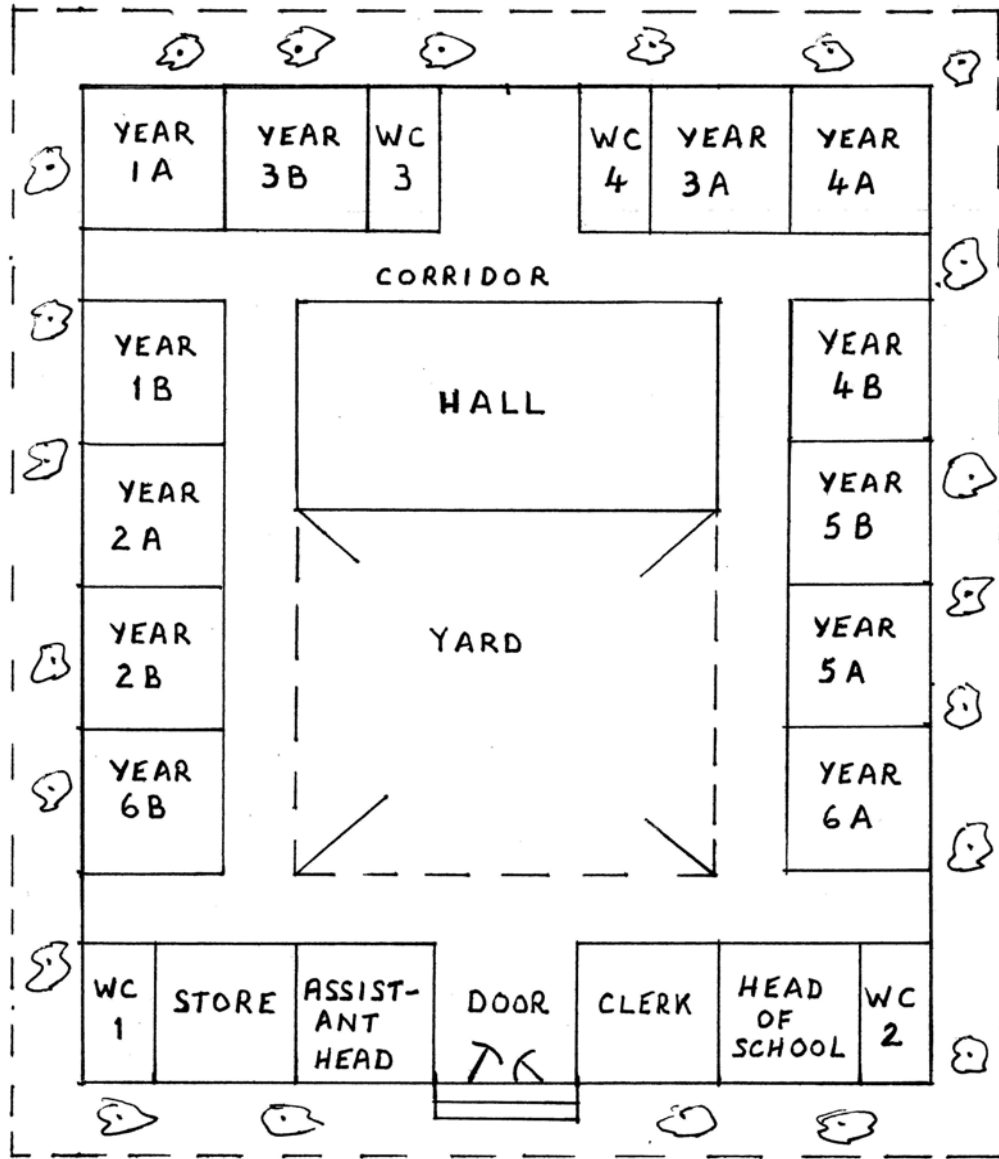 YEAR
1A
YEAR
3B
WC
3
WC
4
YEAR
3A
YEAR
4A
CORRIDOR
YEAR
1B
HALL
YEAR
4B
YEAR
2A
YEAR
5B
YEAR
2B
YARD
YEAR
5A
YEAR
6B
YEAR
6A
WC
1
STORE
ASSIST-
ANT
HEAD
DOOR
CLERK
HEAD
OF
SCHOOL
WC
2